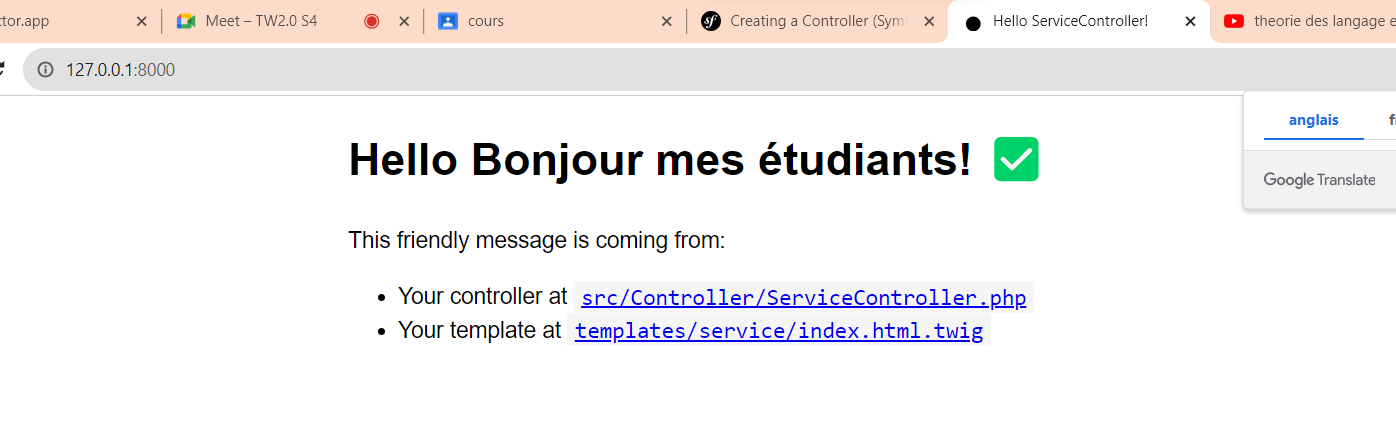 ctor.app
Meet – TW2.0 S4
cours
Creating a Controller (Sym
Hello ServiceController!
theorie des langage e
127.0.0.1:8000
anglais
Google Translate
Hello Bonjour mes étudiants! ✅
This friendly message is coming from:
• Your controller at src/Controller/ServiceController.php
• Your template at templates/service/index.html.twig